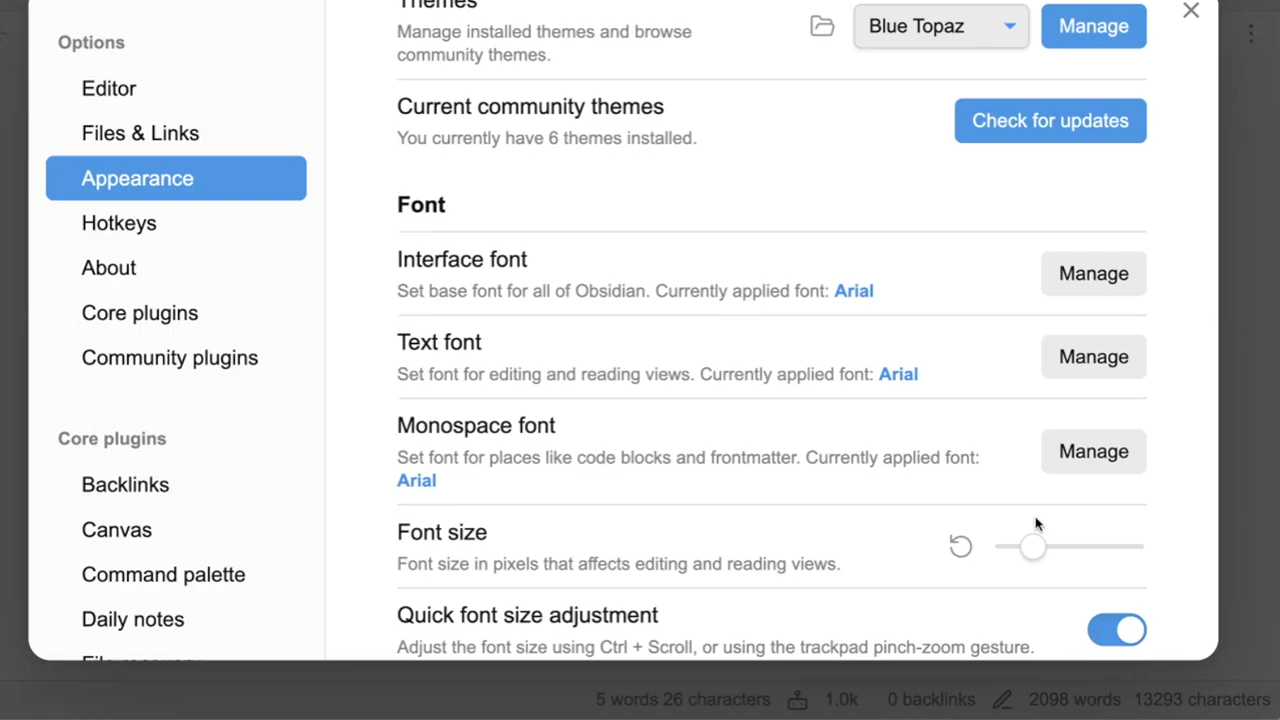 Options
Editor
Files & Links
Appearance
Hotkeys
About
Core plugins
Community plugins
Core plugins
Backlinks
Canvas
Command palette
Daily notes
Themes
Manage installed themes and browse
community themes.
Blue Topaz
Manage
Current community themes
You currently have 6 themes installed.
Check for updates
Font
Interface font
Set base font for all of Obsidian. Currently applied font: Arial
Manage
Text font
Set font for editing and reading views. Currently applied font: Arial
Manage
Monospace font
Set font for places like code blocks and frontmatter. Currently applied font:
Arial
Manage
Font size
Font size in pixels that affects editing and reading views.
Quick font size adjustment
Adjust the font size using Ctrl + Scroll, or using the trackpad pinch-zoom gesture.
5 words 26 characters 1.0k 0 backlinks 2098 words 13293 characters